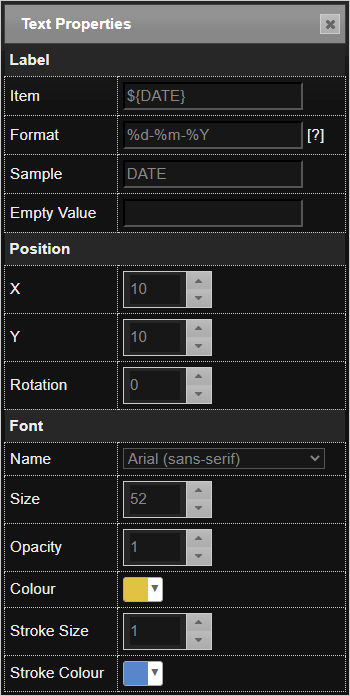 Text Properties
Label
Item ${DATE}
Format %d-%m-%Y [?]
Sample DATE
Empty Value
Position
X 10
Y 10
Rotation 0
Font
Name Arial (sans-serif)
Size 52
Opacity 1
Colour
Stroke Size 1
Stroke Colour